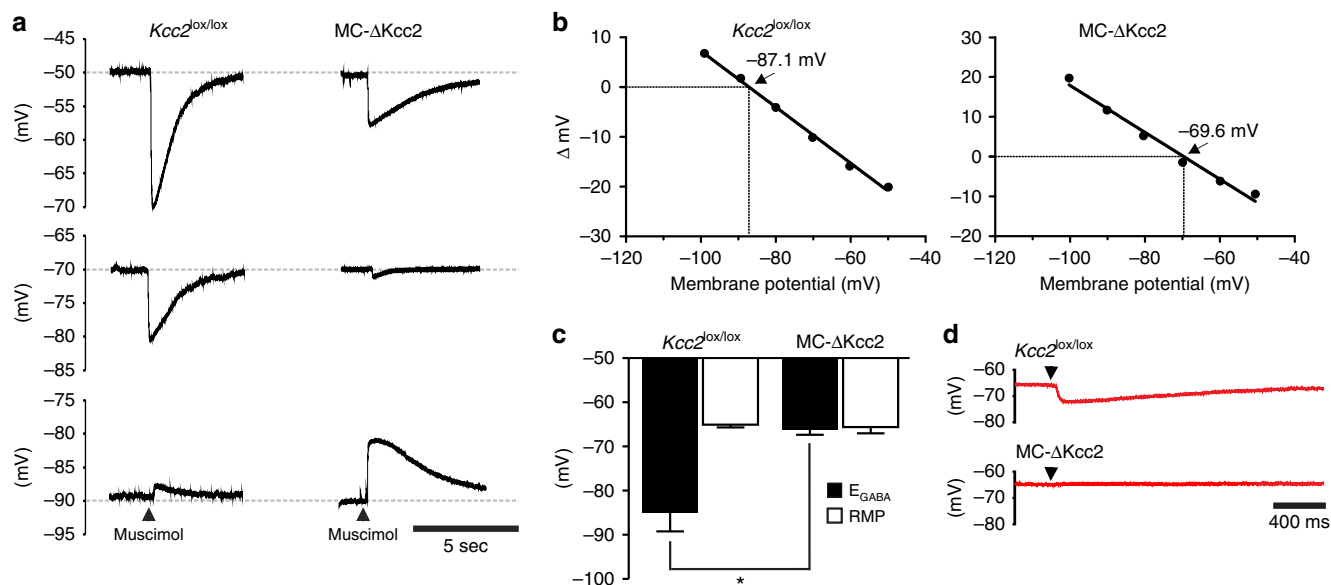 a
Kcc2lox/lox
MC-ΔKcc2
−45
−50
−55
−60
−65
−70
(mV)
−65
−70
−75
−80
−85
(mV)
−75
−80
−85
−90
−95
(mV)
Muscimol
Muscimol
5 sec
b
Kcc2lox/lox
10
0
−10
−20
−30
Δ mV
−87.1 mV
−120
−100
−80
−60
−40
Membrane potential (mV)
MC-ΔKcc2
30
20
10
0
−10
−20
−69.6 mV
−120
−100
−80
−60
−40
Membrane potential (mV)
c
Kcc2lox/lox
MC-ΔKcc2
−50
−60
−70
−80
−90
−100
(mV)
EGABA
RMP
*
d
Kcc2lox/lox
−60
−70
−80
(mV)
MC-ΔKcc2
−60
−70
−80
(mV)
400 ms